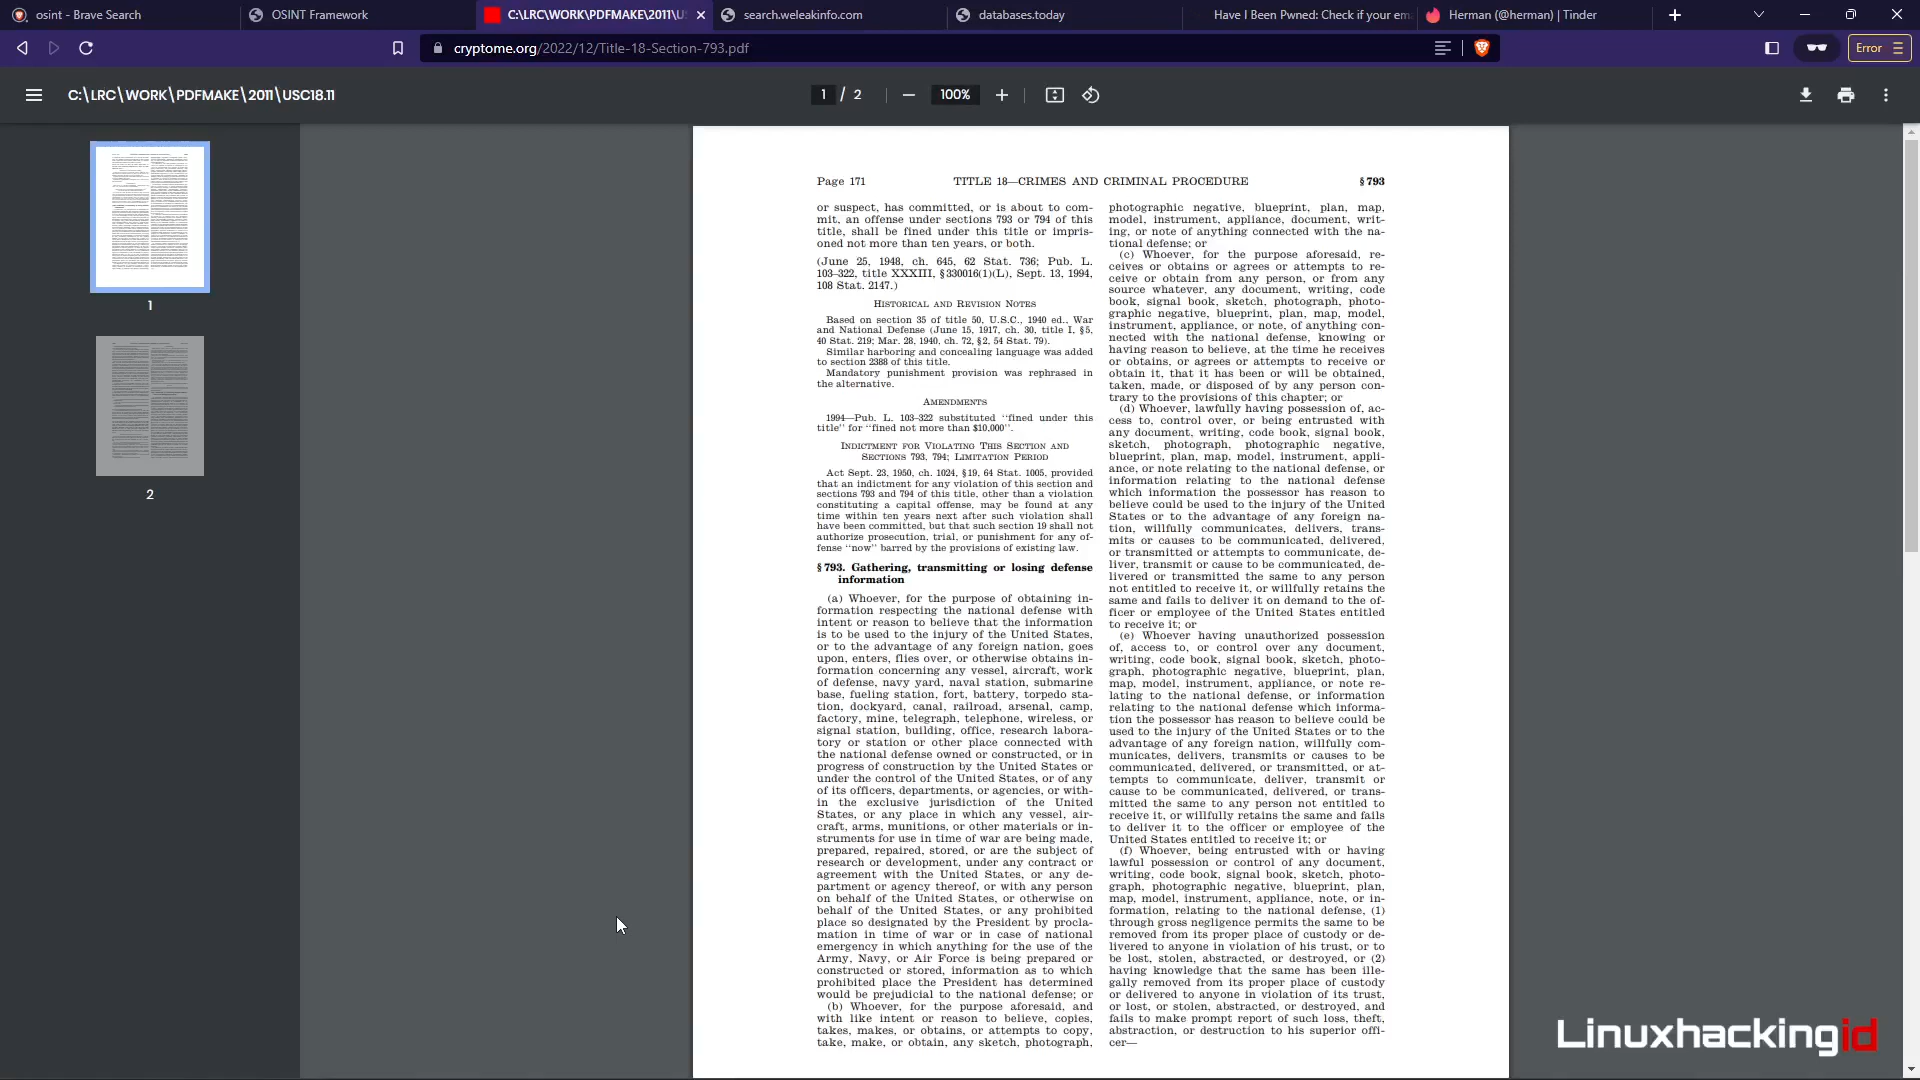 osint - Brave Search
OSINT Framework
C:\LRC\WORK\PDFMAKE\2011\U
search.weleakinfo.com
databases.today
Have I Been Pwned: Check if your em
Herman (@herman) | Tinder
cryptome.org/2022/12/Title-18-Section-793.pdf
Error
C:\LRC\WORK\PDFMAKE\2011\USC18.11
1 / 2
100%
1
2
Page 171
TITLE 18—CRIMES AND CRIMINAL PROCEDURE
§ 793
or suspect, has committed, or is about to com-
mit, an offense under sections 793 or 794 of this
title, shall be fined under this title or impris-
oned not more than ten years, or both.
(June 25, 1948, ch. 645, 62 Stat. 736; Pub. L.
103–322, title XXXIII, § 330016(1)(L), Sept. 13, 1994,
108 Stat. 2147.)
HISTORICAL AND REVISION NOTES
Based on section 35 of title 50, U.S.C., 1940 ed., War
and National Defense (June 15, 1917, ch. 30, title I, § 5,
40 Stat. 219; Mar. 28, 1940, ch. 72, § 2, 54 Stat. 79).
Similar harboring and concealing language was added
to section 2388 of this title.
Mandatory punishment provision was rephrased in
the alternative.
AMENDMENTS
1994—Pub. L. 103–322 substituted ‘‘fined under this
title’’ for ‘‘fined not more than $10,000’’.
INDICTMENT FOR VIOLATING THIS SECTION AND
SECTIONS 793, 794; LIMITATION PERIOD
Act Sept. 23, 1950, ch. 1024, § 19, 64 Stat. 1005, provided
that an indictment for any violation of this section and
sections 793 and 794 of this title, other than a violation
constituting a capital offense, may be found at any
time within ten years next after such violation shall
have been committed, but that such section 19 shall not
authorize prosecution, trial, or punishment for any of-
fense ‘‘now’’ barred by the provisions of existing law.
§ 793. Gathering, transmitting or losing defense
information
(a) Whoever, for the purpose of obtaining in-
formation respecting the national defense with
intent or reason to believe that the information
is to be used to the injury of the United States,
or to the advantage of any foreign nation, goes
upon, enters, flies over, or otherwise obtains in-
formation concerning any vessel, aircraft, work
of defense, navy yard, naval station, submarine
base, fueling station, fort, battery, torpedo sta-
tion, dockyard, canal, railroad, arsenal, camp,
factory, mine, telegraph, telephone, wireless, or
signal station, building, office, research labora-
tory or station or other place connected with
the national defense owned or constructed, or in
progress of construction by the United States or
under the control of the United States, or of any
of its officers, departments, or agencies, or with-
in the exclusive jurisdiction of the United
States, or any place in which any vessel, air-
craft, arms, munitions, or other materials or in-
struments for use in time of war are being made,
prepared, repaired, stored, or are the subject of
research or development, under any contract or
agreement with the United States, or any de-
partment or agency thereof, or with any person
on behalf of the United States, or otherwise on
behalf of the United States, or any prohibited
place so designated by the President by procla-
mation in time of war or in case of national
emergency in which anything for the use of the
Army, Navy, or Air Force is being prepared or
constructed or stored, information as to which
prohibited place the President has determined
would be prejudicial to the national defense; or
(b) Whoever, for the purpose aforesaid, and
with like intent or reason to believe, copies,
takes, makes, or obtains, or attempts to copy,
take, make, or obtain, any sketch, photograph,
photographic negative, blueprint, plan, map,
model, instrument, appliance, document, writ-
ing, or note of anything connected with the na-
tional defense; or
(c) Whoever, for the purpose aforesaid, re-
ceives or obtains or agrees or attempts to re-
ceive or obtain from any person, or from any
source whatever, any document, writing, code
book, signal book, sketch, photograph, photo-
graphic negative, blueprint, plan, map, model,
instrument, appliance, or note, of anything con-
nected with the national defense, knowing or
having reason to believe, at the time he receives
or obtains, or agrees or attempts to receive or
obtain it, that it has been or will be obtained,
taken, made, or disposed of by any person con-
trary to the provisions of this chapter; or
(d) Whoever, lawfully having possession of, ac-
cess to, control over, or being entrusted with
any document, writing, code book, signal book,
sketch, photograph, photographic negative,
blueprint, plan, map, model, instrument, appli-
ance, or note relating to the national defense, or
information relating to the national defense
which information the possessor has reason to
believe could be used to the injury of the United
States or to the advantage of any foreign na-
tion, willfully communicates, delivers, trans-
mits or causes to be communicated, delivered,
or transmitted or attempts to communicate, de-
liver, transmit or cause to be communicated, de-
livered or transmitted the same to any person
not entitled to receive it, or willfully retains the
same and fails to deliver it on demand to the of-
ficer or employee of the United States entitled
to receive it; or
(e) Whoever having unauthorized possession
of, access to, or control over any document,
writing, code book, signal book, sketch, photo-
graph, photographic negative, blueprint, plan,
map, model, instrument, appliance, or note re-
lating to the national defense, or information
relating to the national defense which informa-
tion the possessor has reason to believe could be
used to the injury of the United States or to the
advantage of any foreign nation, willfully com-
municates, delivers, transmits or causes to be
communicated, delivered, or transmitted, or at-
tempts to communicate, deliver, transmit or
cause to be communicated, delivered, or trans-
mitted the same to any person not entitled to
receive it, or willfully retains the same and fails
to deliver it to the officer or employee of the
United States entitled to receive it; or
(f) Whoever, being entrusted with or having
lawful possession or control of any document,
writing, code book, signal book, sketch, photo-
graph, photographic negative, blueprint, plan,
map, model, instrument, appliance, note, or in-
formation, relating to the national defense, (1)
through gross negligence permits the same to be
removed from its proper place of custody or de-
livered to anyone in violation of his trust, or to
be lost, stolen, abstracted, or destroyed, or (2)
having knowledge that the same has been ille-
gally removed from its proper place of custody
or delivered to anyone in violation of its trust,
or lost, or stolen, abstracted, or destroyed, and
fails to make prompt report of such loss, theft,
abstraction, or destruction to his superior offi-
cer—
Linuxhackingid